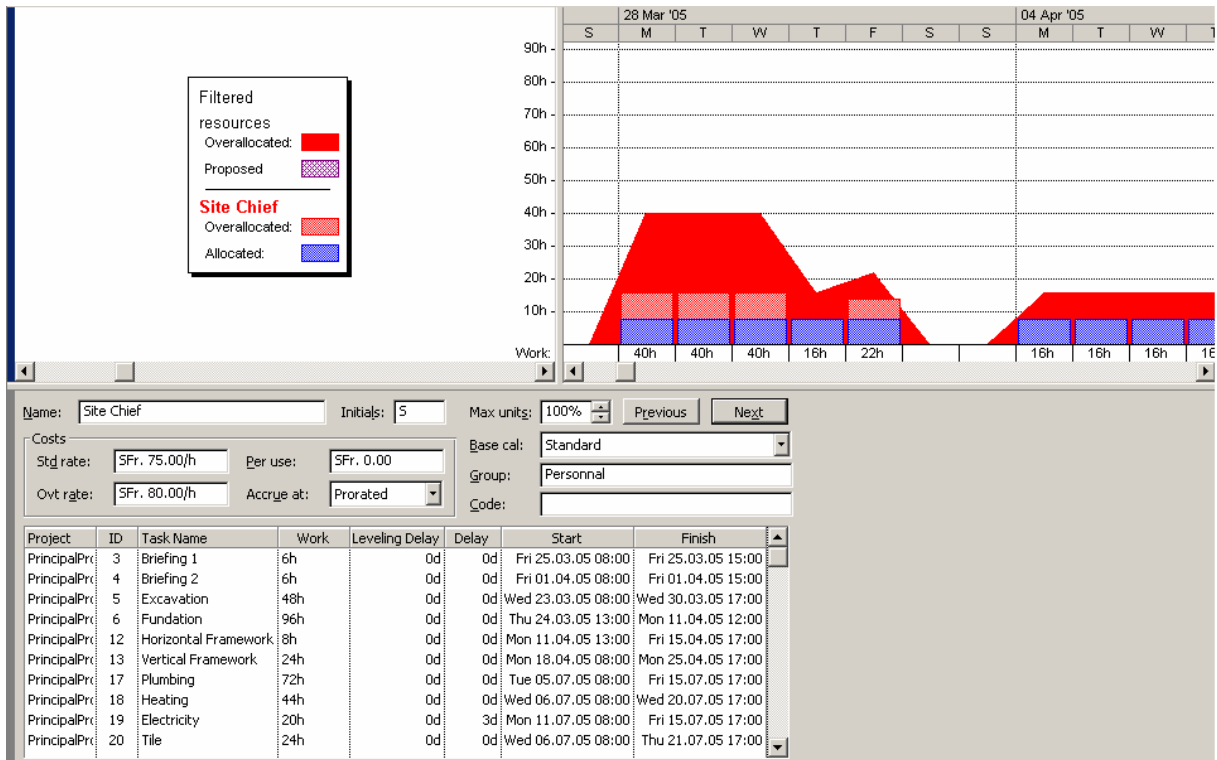 28 Mar '05 04 Apr '05
S M T W T F S S M T W T
90h
80h
70h
60h
50h
40h
30h
20h
10h
Work: 40h 40h 40h 16h 22h 16h 16h 16h 16
Filtered
resources
Overallocated:
Proposed
Site Chief
Overallocated:
Allocated:
Name: Site Chief Initials: S Max units: 100% Previous Next
Costs
Std rate: SFr. 75.00/h Per use: SFr. 0.00
Ovt rate: SFr. 80.00/h Accrue at: Prorated
Base cal: Standard
Group: Personnal
Code:
Project ID Task Name Work Leveling Delay Delay Start Finish
PrincipalPro 3 Briefing 1 6h 0d 0d Fri 25.03.05 08:00 Fri 25.03.05 15:00
PrincipalPro 4 Briefing 2 6h 0d 0d Fri 01.04.05 08:00 Fri 01.04.05 15:00
PrincipalPro 5 Excavation 48h 0d 0d Wed 23.03.05 08:00 Wed 30.03.05 17:00
PrincipalPro 6 Fundation 96h 0d 0d Thu 24.03.05 13:00 Mon 11.04.05 12:00
PrincipalPro 12 Horizontal Framework 8h 0d 0d Mon 11.04.05 13:00 Fri 15.04.05 17:00
PrincipalPro 13 Vertical Framework 24h 0d 0d Mon 18.04.05 08:00 Mon 25.04.05 17:00
PrincipalPro 17 Plumbing 72h 0d 0d Tue 05.07.05 08:00 Fri 15.07.05 17:00
PrincipalPro 18 Heating 44h 0d 0d Wed 06.07.05 08:00 Wed 20.07.05 17:00
PrincipalPro 19 Electricity 20h 0d 3d Mon 11.07.05 08:00 Fri 15.07.05 17:00
PrincipalPro 20 Tile 24h 0d 0d Wed 06.07.05 08:00 Thu 21.07.05 17:00